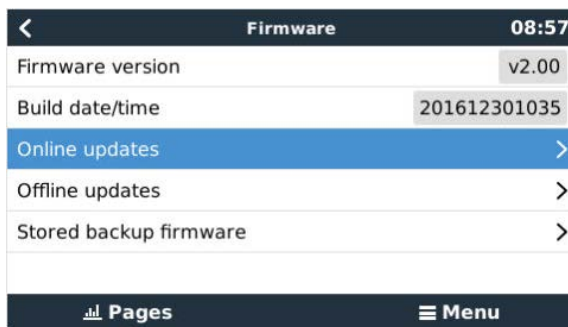 Firmware 08:57
Firmware version v2.00
Build date/time 201612301035
Online updates
Offline updates
Stored backup firmware
Pages Menu